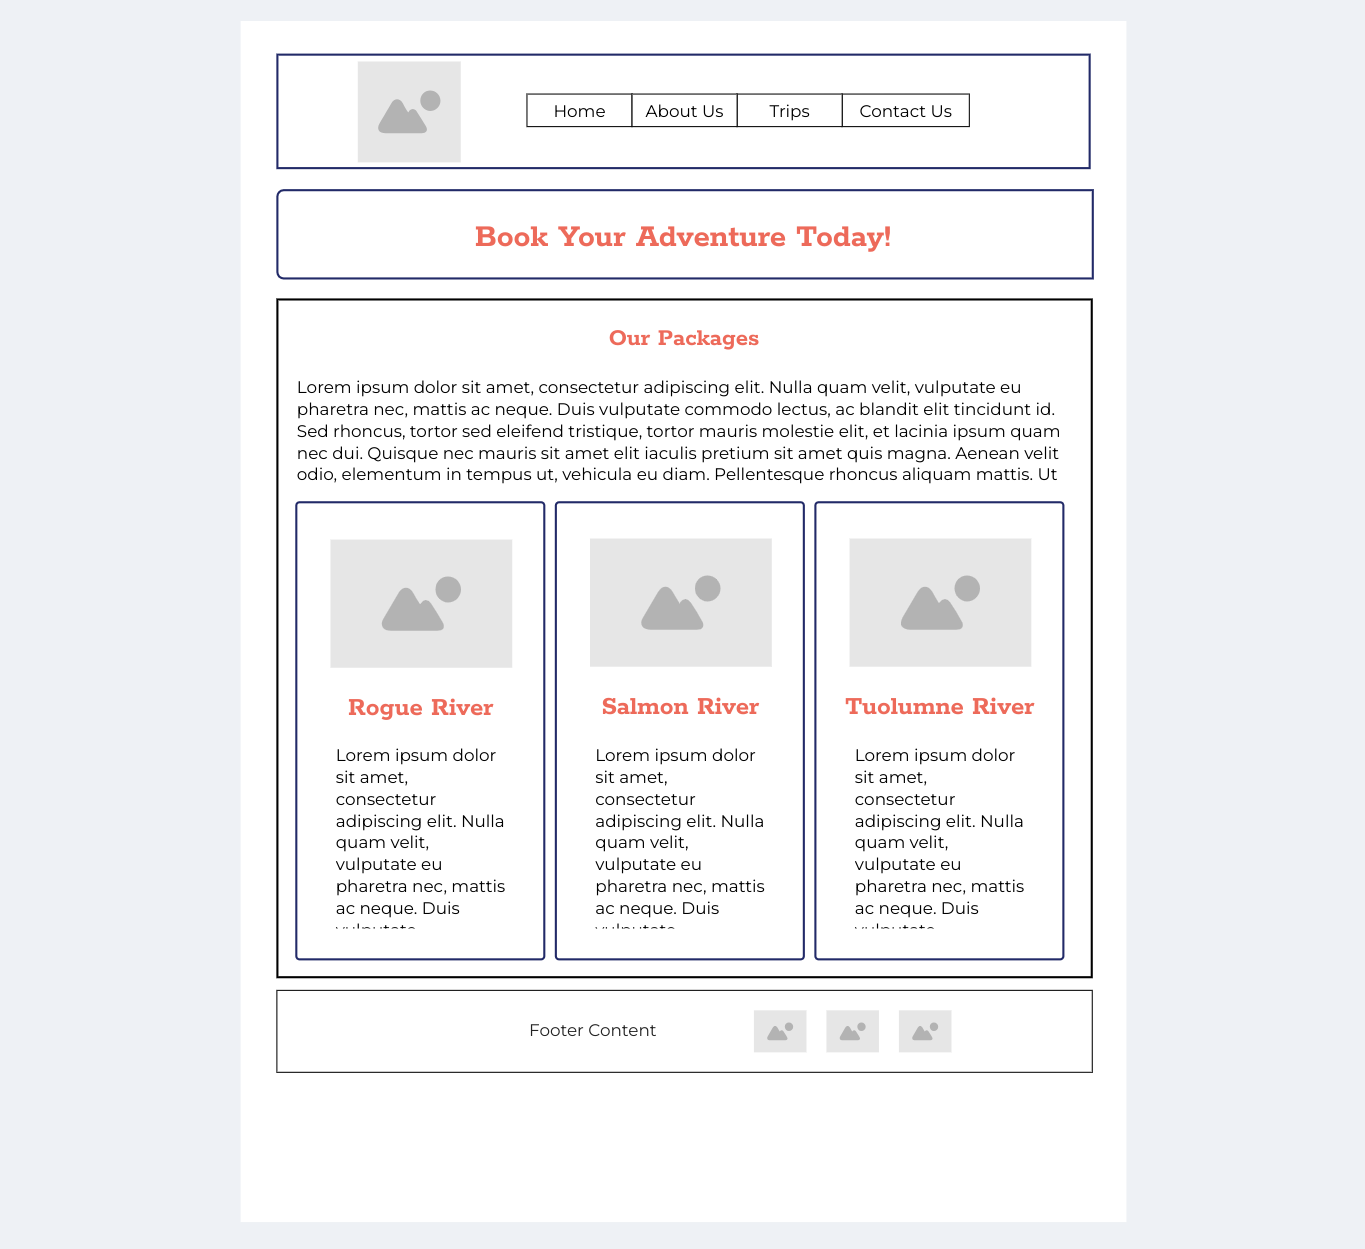 Home About Us Trips Contact Us
Book Your Adventure Today!
Our Packages
Lorem ipsum dolor sit amet, consectetur adipiscing elit. Nulla quam velit, vulputate eu
pharetra nec, mattis ac neque. Duis vulputate commodo lectus, ac blandit elit tincidunt id.
Sed rhoncus, tortor sed eleifend tristique, tortor mauris molestie elit, et lacinia ipsum quam
nec dui. Quisque nec mauris sit amet elit iaculis pretium sit amet quis magna. Aenean velit
odio, elementum in tempus ut, vehicula eu diam. Pellentesque rhoncus aliquam mattis. Ut
Rogue River
Lorem ipsum dolor
sit amet,
consectetur
adipiscing elit. Nulla
quam velit,
vulputate eu
pharetra nec, mattis
ac neque. Duis
vulputate
Salmon River
Lorem ipsum dolor
sit amet,
consectetur
adipiscing elit. Nulla
quam velit,
vulputate eu
pharetra nec, mattis
ac neque. Duis
vulputate
Tuolumne River
Lorem ipsum dolor
sit amet,
consectetur
adipiscing elit. Nulla
quam velit,
vulputate eu
pharetra nec, mattis
ac neque. Duis
vulputate
Footer Content